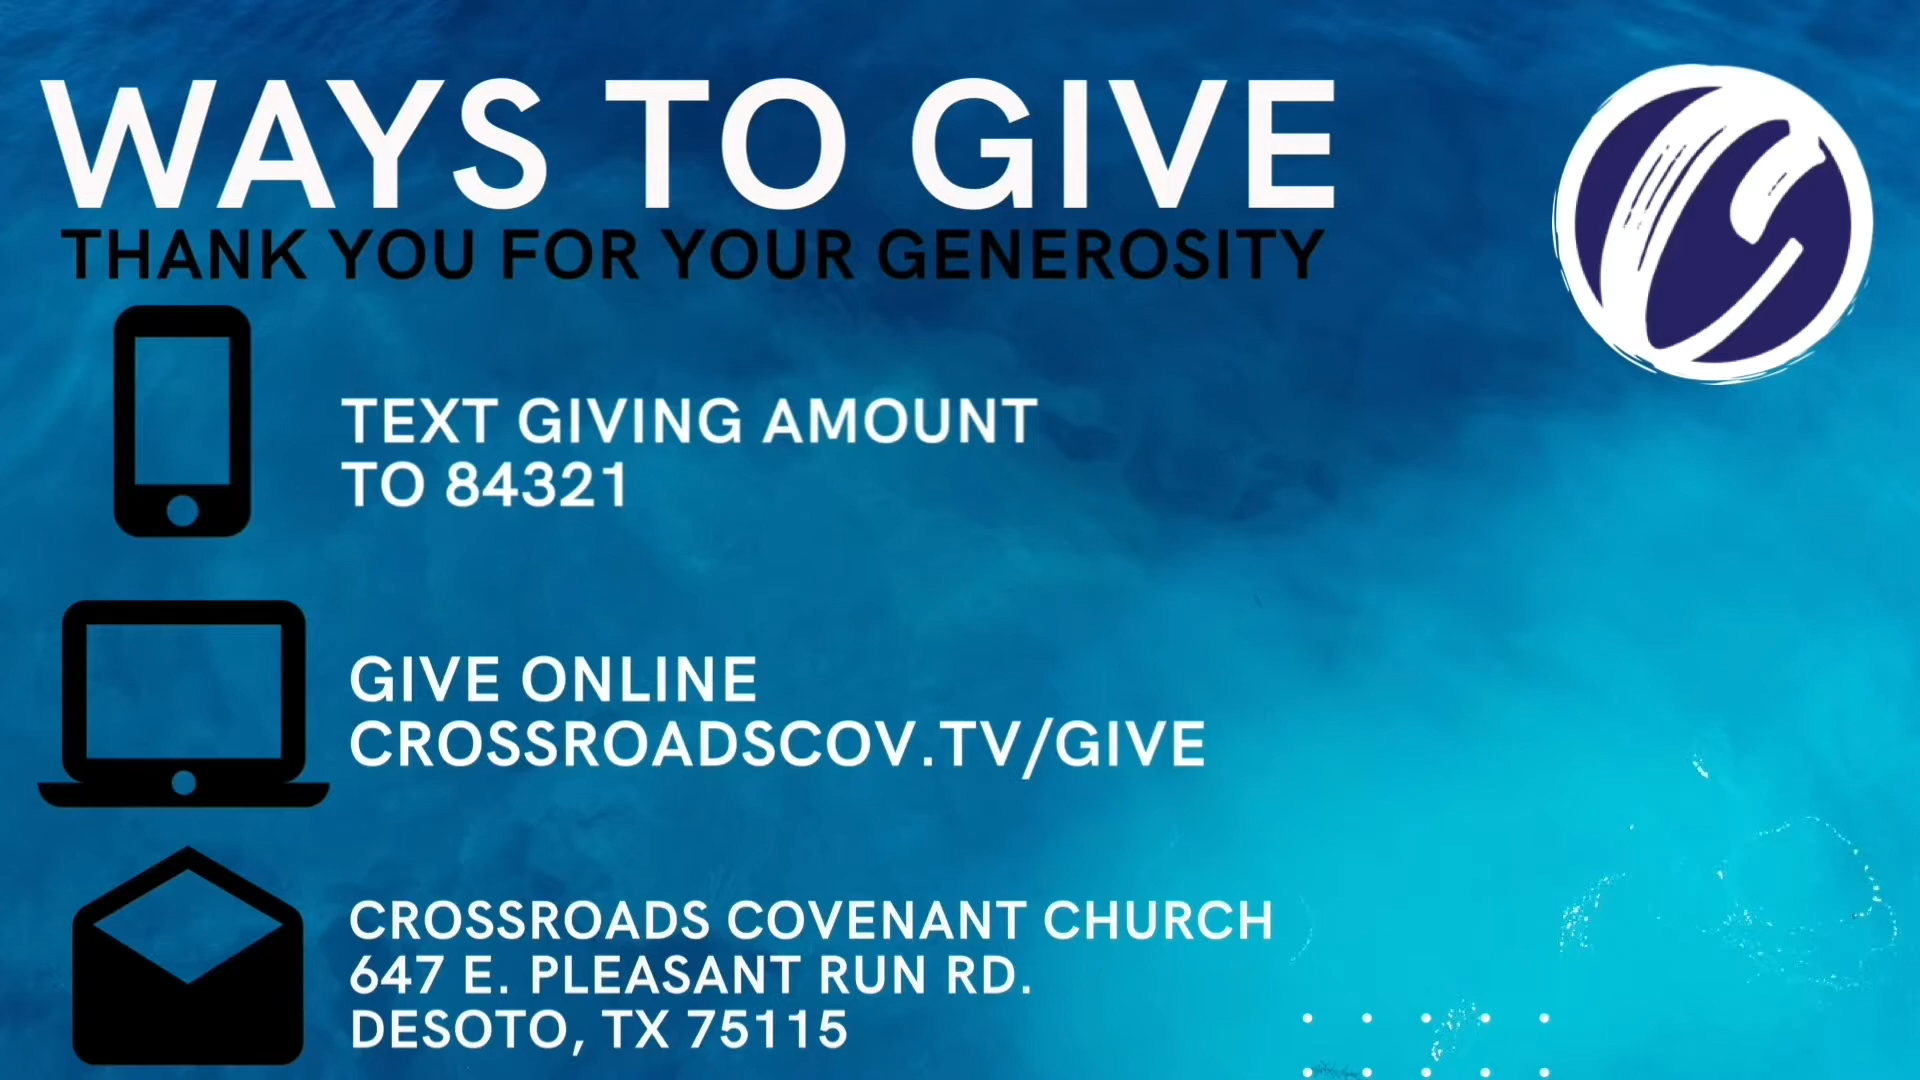 WAYS TO GIVE
THANK YOU FOR YOUR GENEROSITY
TEXT GIVING AMOUNT
TO 84321
GIVE ONLINE
CROSSROADSCOV.TV/GIVE
CROSSROADS COVENANT CHURCH
647 E. PLEASANT RUN RD.
DESOTO, TX 75115